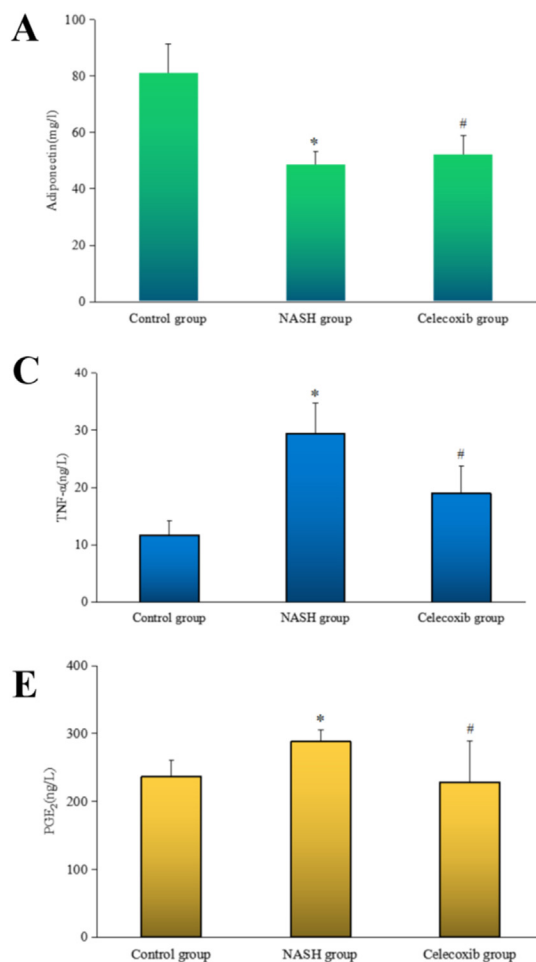 A
Adiponectin(mg/l)
100
80
60
40
20
0
*
#
Control group
NASH group
Celecoxib group
C
TNF-α(ng/L)
40
30
20
10
0
*
#
Control group
NASH group
Celecoxib group
E
PGE₂(ng/L)
400
300
200
100
0
*
#
Control group
NASH group
Celecoxib group